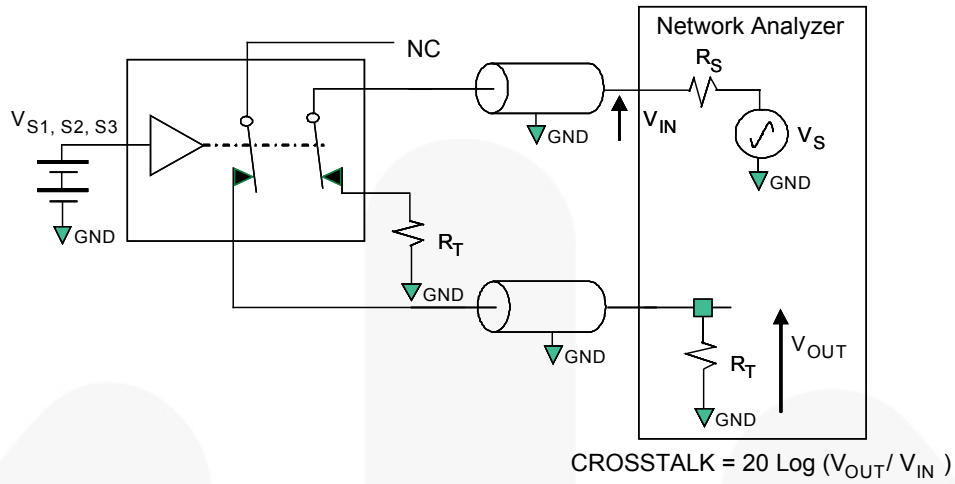 Network Analyzer
NC
R_S
V_S1, S2, S3
GND
V_IN
V_S
GND
GND
R_T
GND
GND
V_OUT
R_T
GND
CROSSTALK = 20 Log (V_OUT / V_IN )